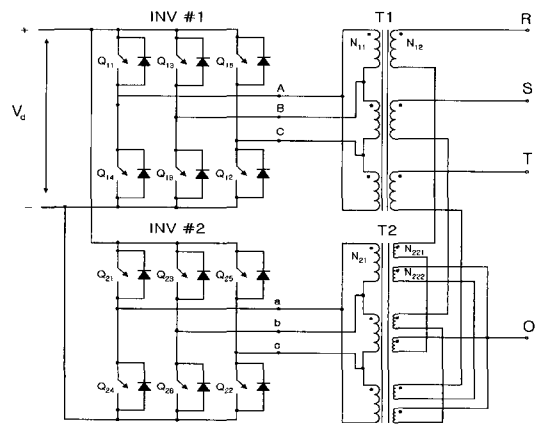 INV #1
T1
R
+
Q11
Q13
Q15
N11
N12
A
S
Vd
B
C
T
Q14
Q19
Q12
–
INV #2
T2
Q21
Q23
Q25
N21
N221
N222
a
b
O
c
Q24
Q26
Q22